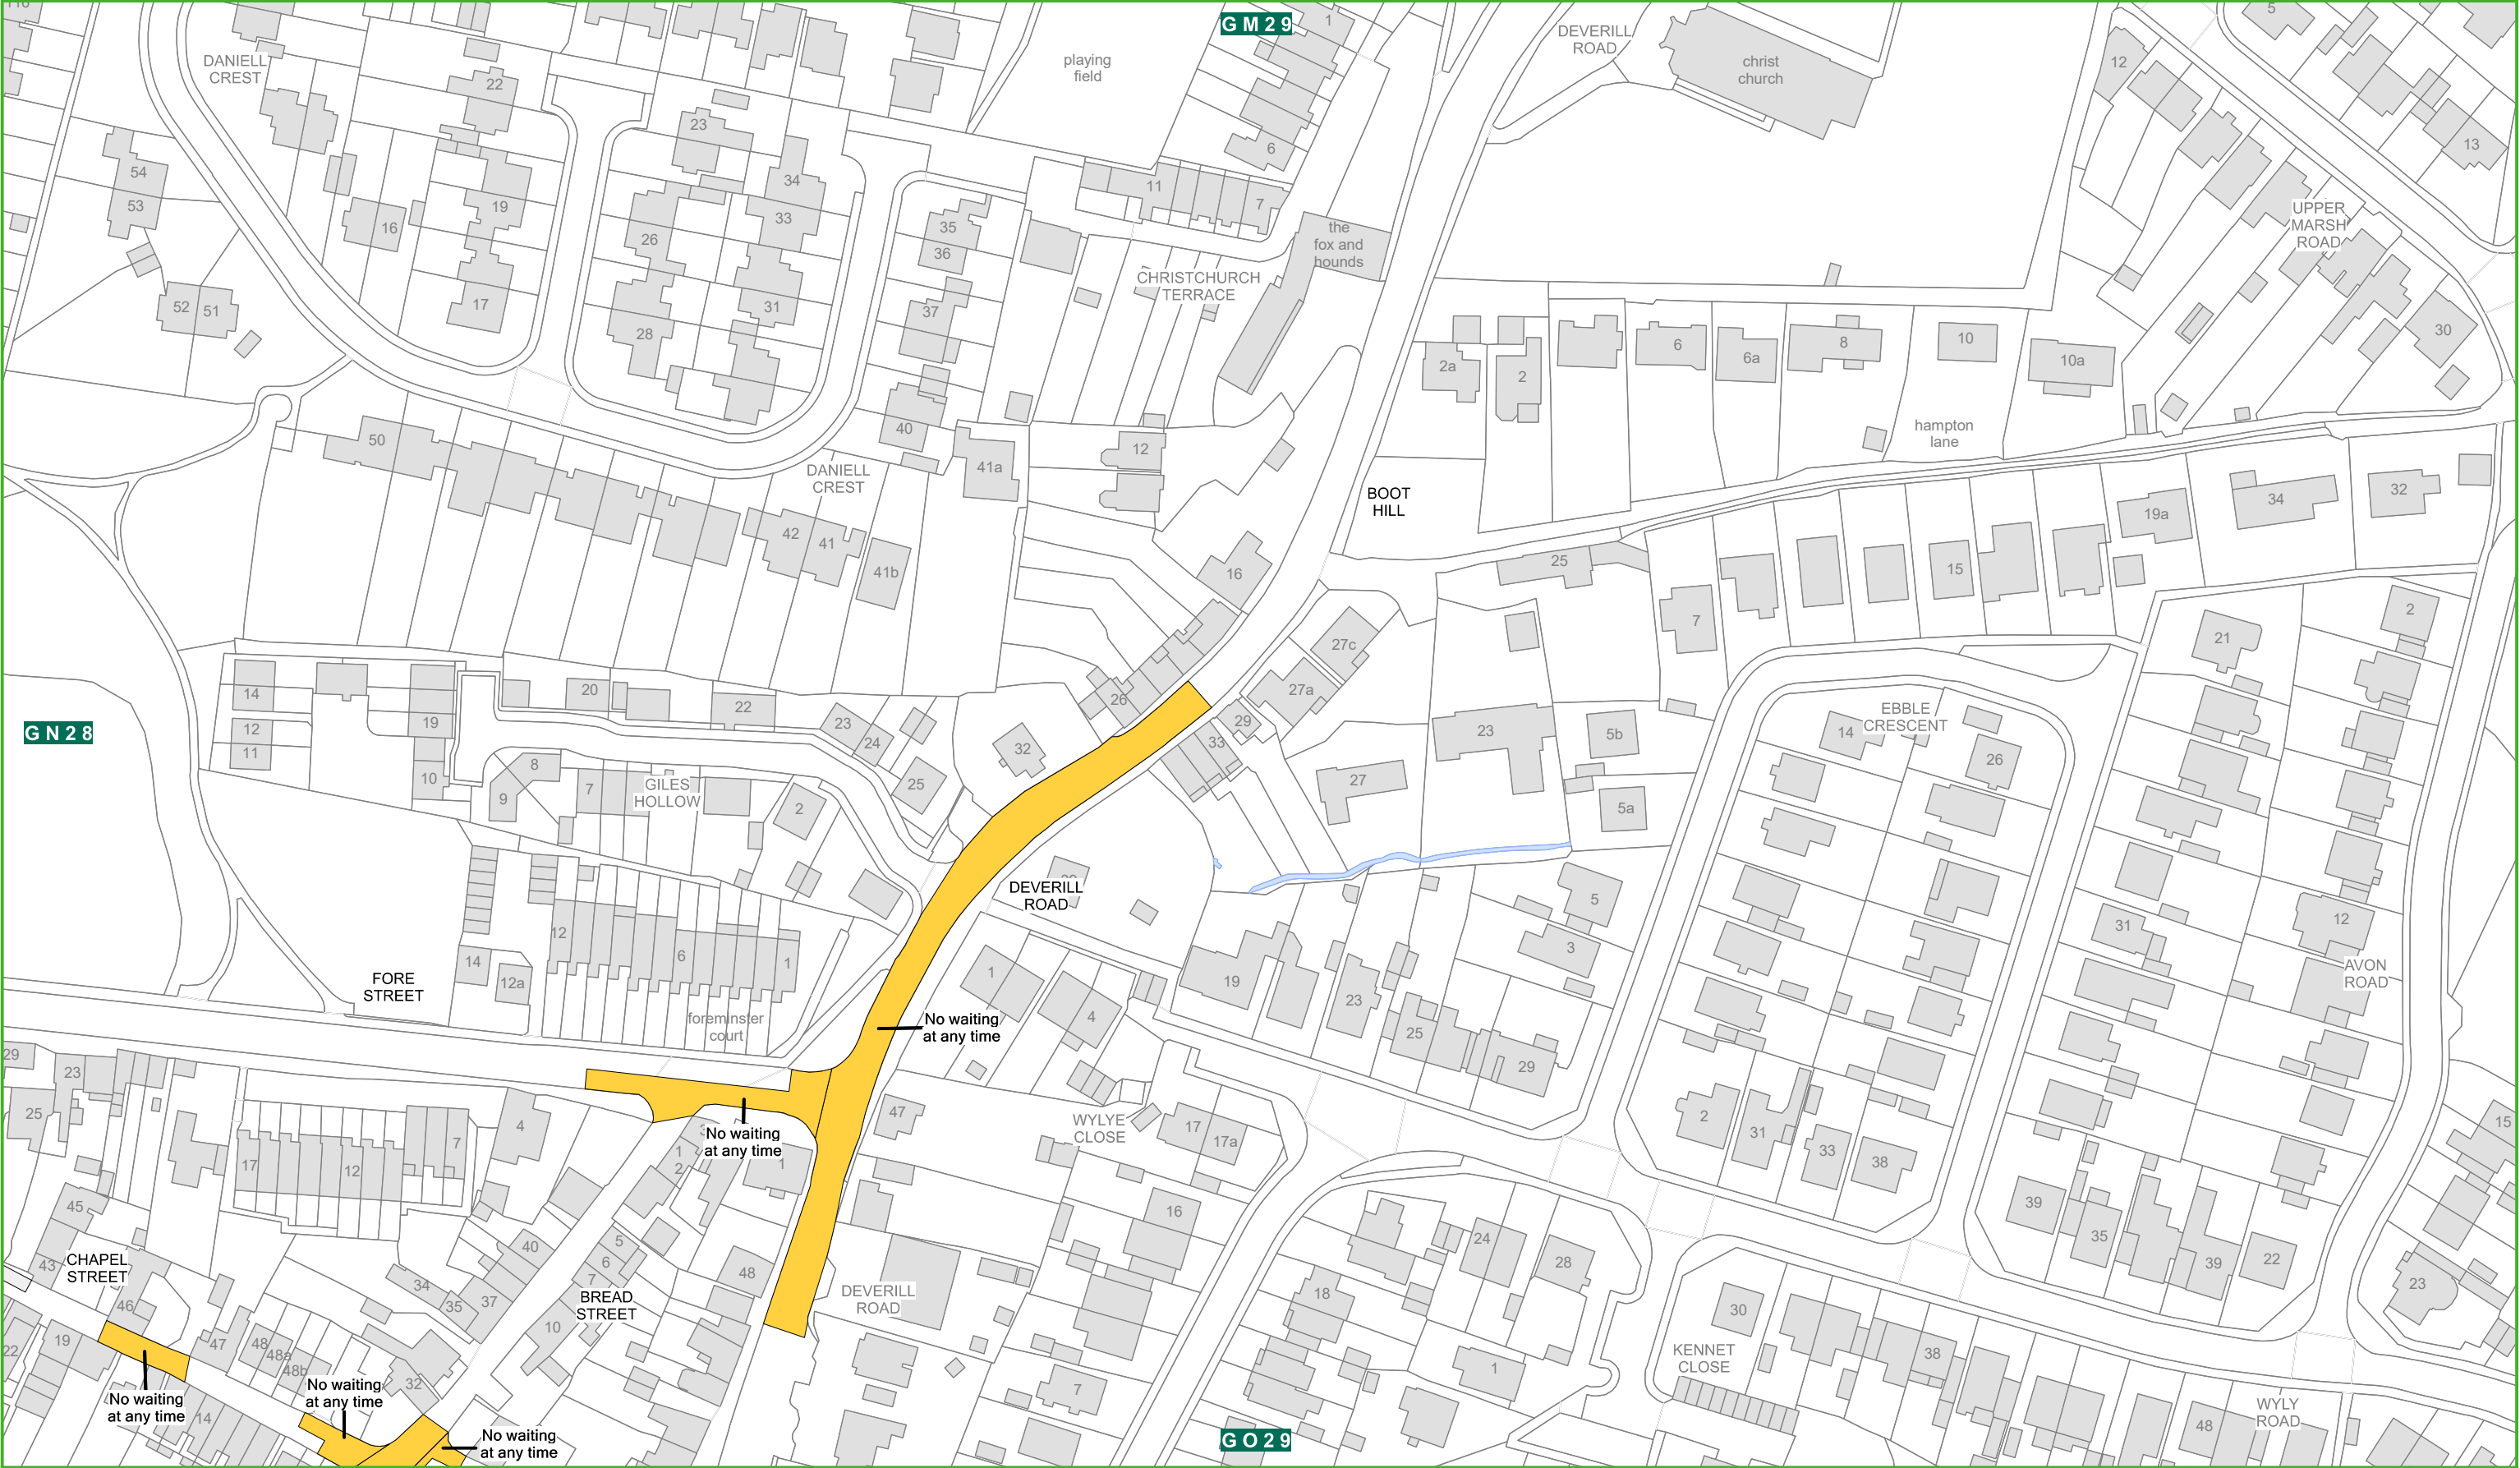 GM29
1
5
DEVERILL
ROAD
christ
church
playing
field
DANIELL
CREST
22
12
13
6
23
54
53
16
19
34
33
26
11
7
35
36
the
fox and
hounds
UPPER
MARSH
ROAD
CHRISTCHURCH
TERRACE
52
51
17
28
31
37
30
2a
2
6
6a
8
10
10a
40
hampton
lane
50
41a
12
DANIELL
CREST
BOOT
HILL
42
41
41b
16
25
15
19a
34
32
7
21
2
27c
27a
26
29
33
14
12
11
19
10
20
22
23
24
25
32
GN28
23
5b
5a
27
14
EBBLE
CRESCENT
26
8
9
7
GILES
HOLLOW
2
DEVERILL
ROAD
5
3
12
31
AVON
ROAD
12
6
1
14
12a
FORE
STREET
foreminster
court
No waiting
at any time
1
4
19
23
25
29
29
23
25
17
12
7
4
47
WYLYE
CLOSE
17
17a
2
31
33
38
15
No waiting
at any time
1
2
1
45
43
CHAPEL
STREET
46
40
34
35
37
5
6
7
BREAD
STREET
10
48
DEVERILL
ROAD
16
24
28
18
39
35
39
22
23
30
KENNET
CLOSE
38
19
22
47
48
48a
48b
32
14
No waiting
at any time
No waiting
at any time
No waiting
at any time
7
1
GO29
48
WYLY
ROAD